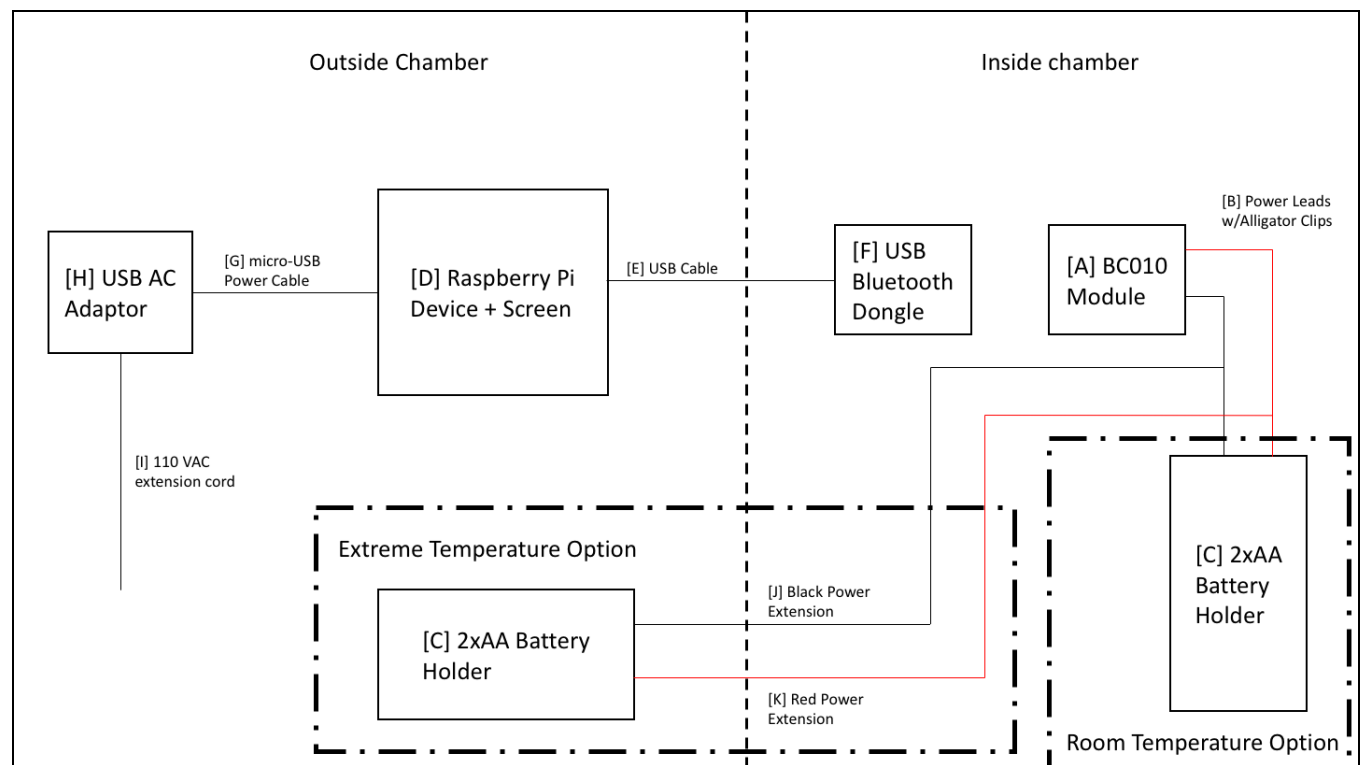 Outside Chamber
Inside chamber
[B] Power Leads
w/Alligator Clips
[H] USB AC
Adaptor
[G] micro-USB
Power Cable
[D] Raspberry Pi
Device + Screen
[E] USB Cable
[F] USB
Bluetooth
Dongle
[A] BC010
Module
[I] 110 VAC
extension cord
Extreme Temperature Option
[C] 2xAA Battery
Holder
[J] Black Power
Extension
[K] Red Power
Extension
[C] 2xAA
Battery
Holder
Room Temperature Option